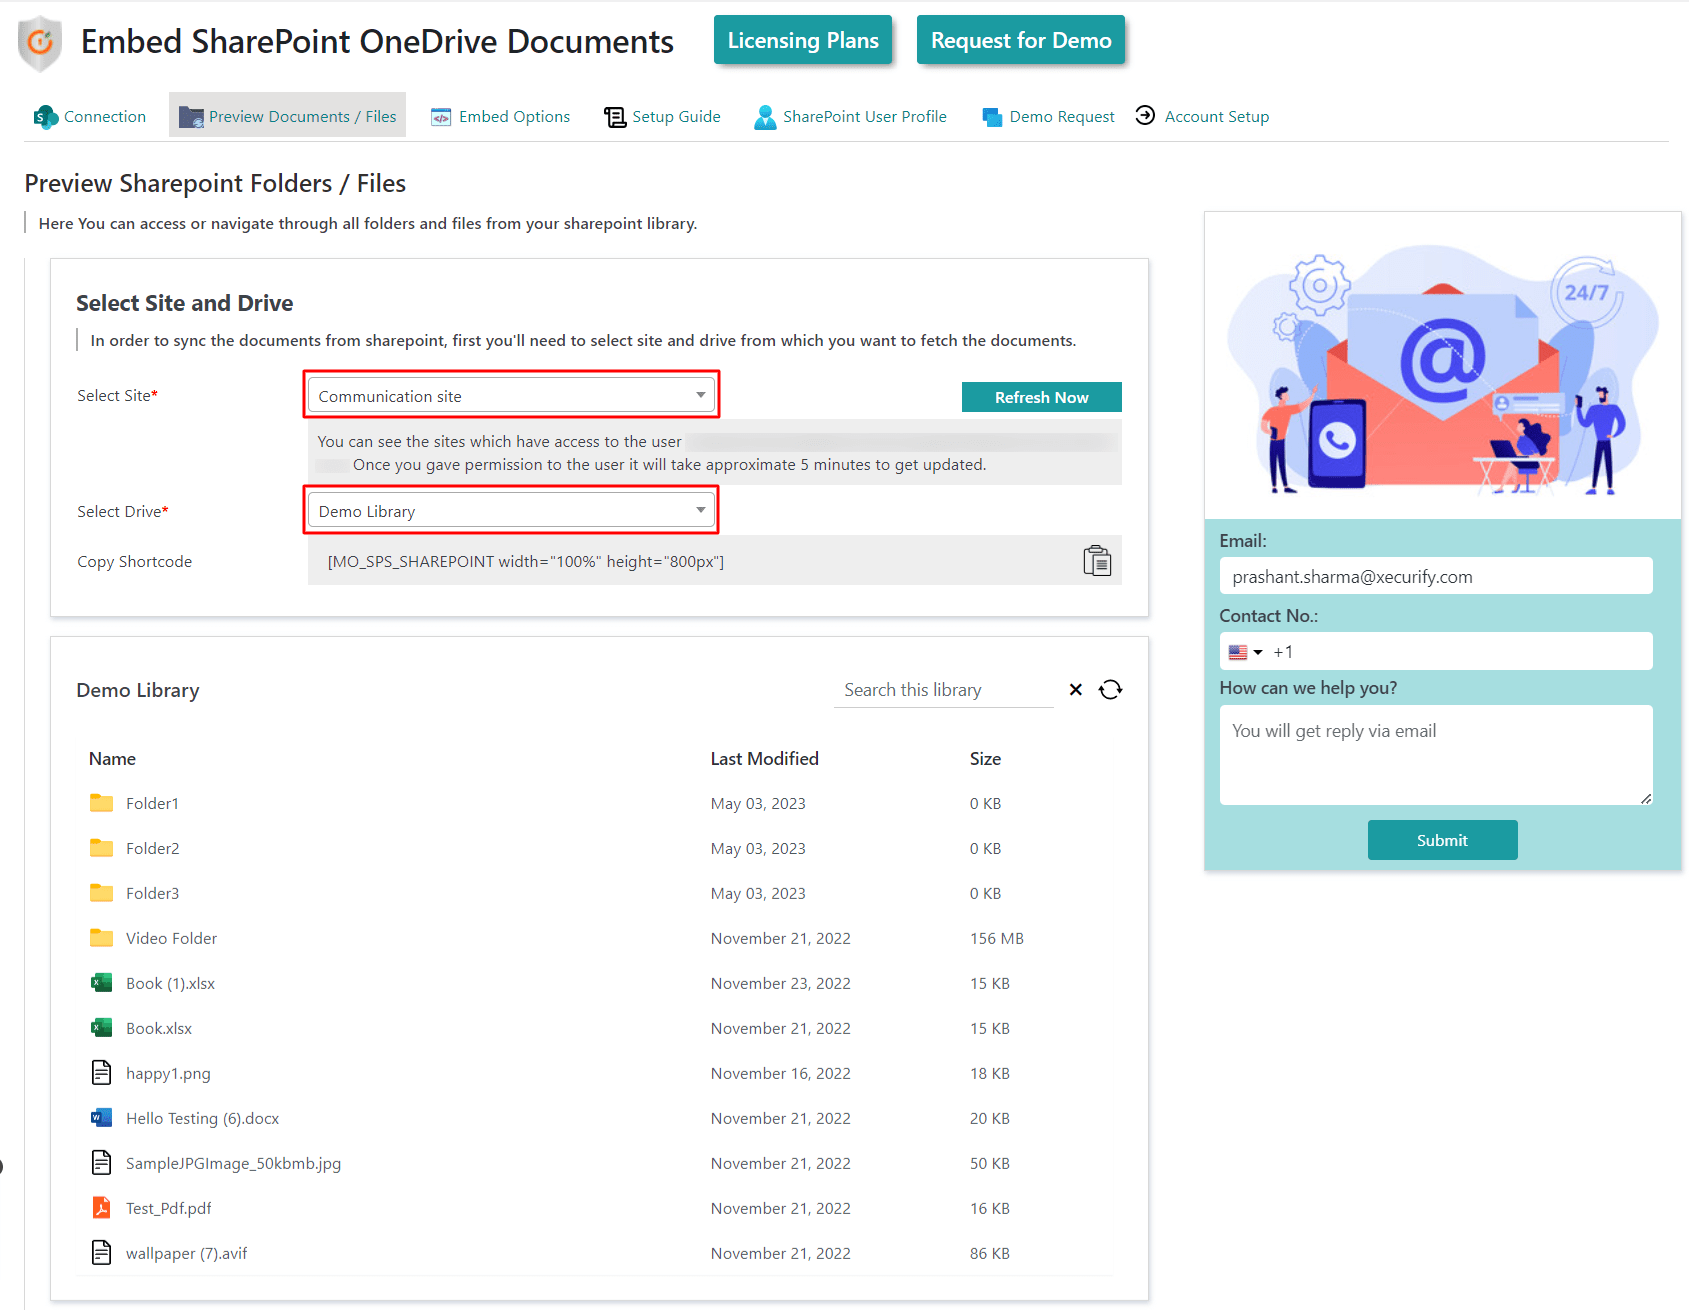 Embed SharePoint OneDrive Documents
Licensing Plans
Request for Demo
Connection
Preview Documents / Files
Embed Options
Setup Guide
SharePoint User Profile
Demo Request
Account Setup
Preview Sharepoint Folders / Files
Here You can access or navigate through all folders and files from your sharepoint library.
Select Site and Drive
In order to sync the documents from sharepoint, first you'll need to select site and drive from which you want to fetch the documents.
Select Site*
Communication site
Refresh Now
You can see the sites which have access to the user
Once you gave permission to the user it will take approximate 5 minutes to get updated.
Select Drive*
Demo Library
Copy Shortcode
[MO_SPS_SHAREPOINT width="100%" height="800px"]
Demo Library
Search this library
Name Last Modified Size
Folder1 May 03, 2023 0 KB
Folder2 May 03, 2023 0 KB
Folder3 May 03, 2023 0 KB
Video Folder November 21, 2022 156 MB
Book (1).xlsx November 23, 2022 15 KB
Book.xlsx November 21, 2022 15 KB
happy1.png November 16, 2022 18 KB
Hello Testing (6).docx November 21, 2022 20 KB
SampleJPGImage_50kbmb.jpg November 21, 2022 50 KB
Test_Pdf.pdf November 21, 2022 16 KB
wallpaper (7).avif November 21, 2022 86 KB
24/7
@
Email:
prashant.sharma@xecurify.com
Contact No.:
+1
How can we help you?
You will get reply via email
Submit